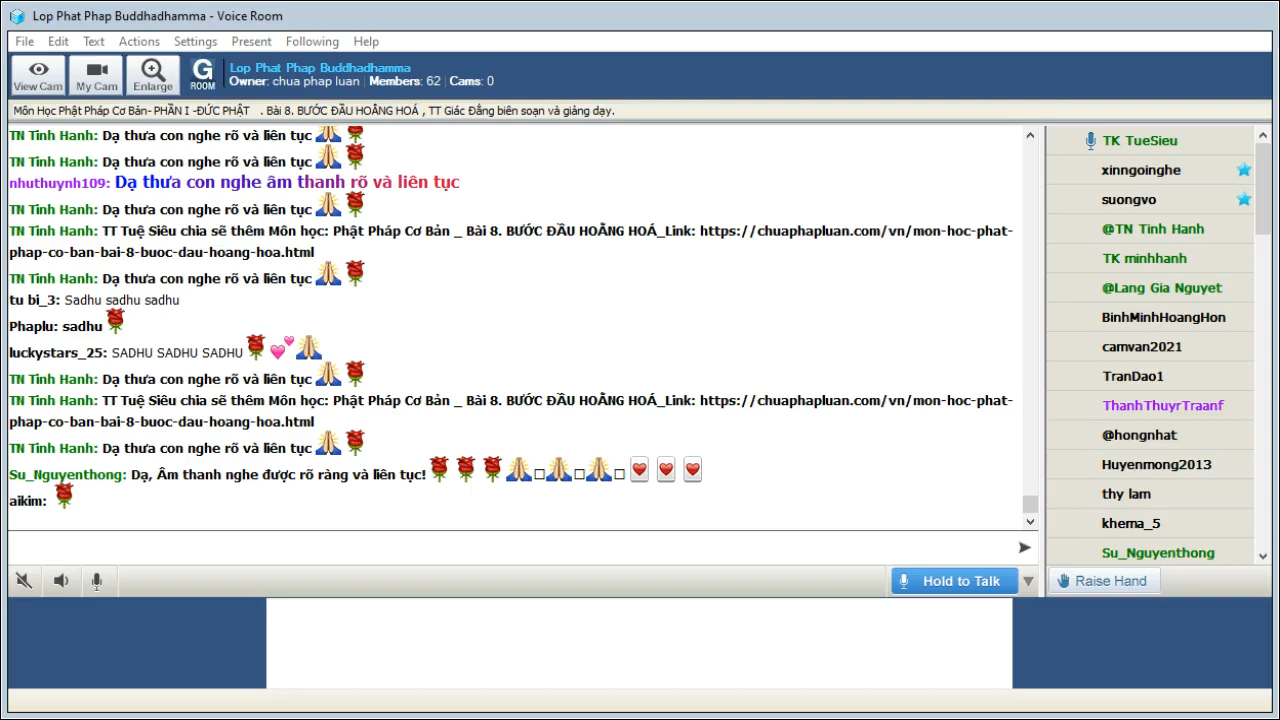 Lop Phat Phap Buddhadhamma - Voice Room
File Edit Text Actions Settings Present Following Help
View Cam My Cam Enlarge G ROOM
Lop Phat Phap Buddhadhamma
Owner: chua phap luan | Members: 62 | Cams: 0
Môn Học Phật Pháp Cơ Bản- PHẦN I -ĐỨC PHẬT . Bài 8. BƯỚC ĐẦU HOẰNG HOÁ , TT Giác Đẳng biên soạn và giảng dạy.
TN Tinh Hanh: Dạ thưa con nghe rõ và liên tục 🙏🌹
TN Tinh Hanh: Dạ thưa con nghe rõ và liên tục 🙏🌹
nhuthuynh109: Dạ thưa con nghe âm thanh rõ và liên tục
TN Tinh Hanh: Dạ thưa con nghe rõ và liên tục 🙏🌹
TN Tinh Hanh: TT Tuệ Siêu chia sẽ thêm Môn học: Phật Pháp Cơ Bản _ Bài 8. BƯỚC ĐẦU HOẰNG HOÁ_Link: https://chuaphapluan.com/vn/mon-hoc-phat-
phap-co-ban-bai-8-buoc-dau-hoang-hoa.html
TN Tinh Hanh: Dạ thưa con nghe rõ và liên tục 🙏🌹
tu bi_3: Sadhu sadhu sadhu
Phaplu: sadhu 🌹
luckystars_25: SADHU SADHU SADHU 🌹💕🙏
TN Tinh Hanh: Dạ thưa con nghe rõ và liên tục 🙏🌹
TN Tinh Hanh: TT Tuệ Siêu chia sẽ thêm Môn học: Phật Pháp Cơ Bản _ Bài 8. BƯỚC ĐẦU HOẰNG HOÁ_Link: https://chuaphapluan.com/vn/mon-hoc-phat-
phap-co-ban-bai-8-buoc-dau-hoang-hoa.html
TN Tinh Hanh: Dạ thưa con nghe rõ và liên tục 🙏🌹
Su_Nguyenthong: Dạ, Âm thanh nghe được rõ ràng và liên tục! 🌹🌹🌹🙏□🙏□🙏□💌💌💌
aikim: 🌹
Hold to Talk
TK TueSieu
xinngoinghe
suongvo
@TN Tinh Hanh
TK minhhanh
@Lang Gia Nguyet
BinhMinhHoangHon
camvan2021
TranDao1
ThanhThuyrTraanf
@hongnhat
Huyenmong2013
thy lam
khema_5
Su_Nguyenthong
Raise Hand